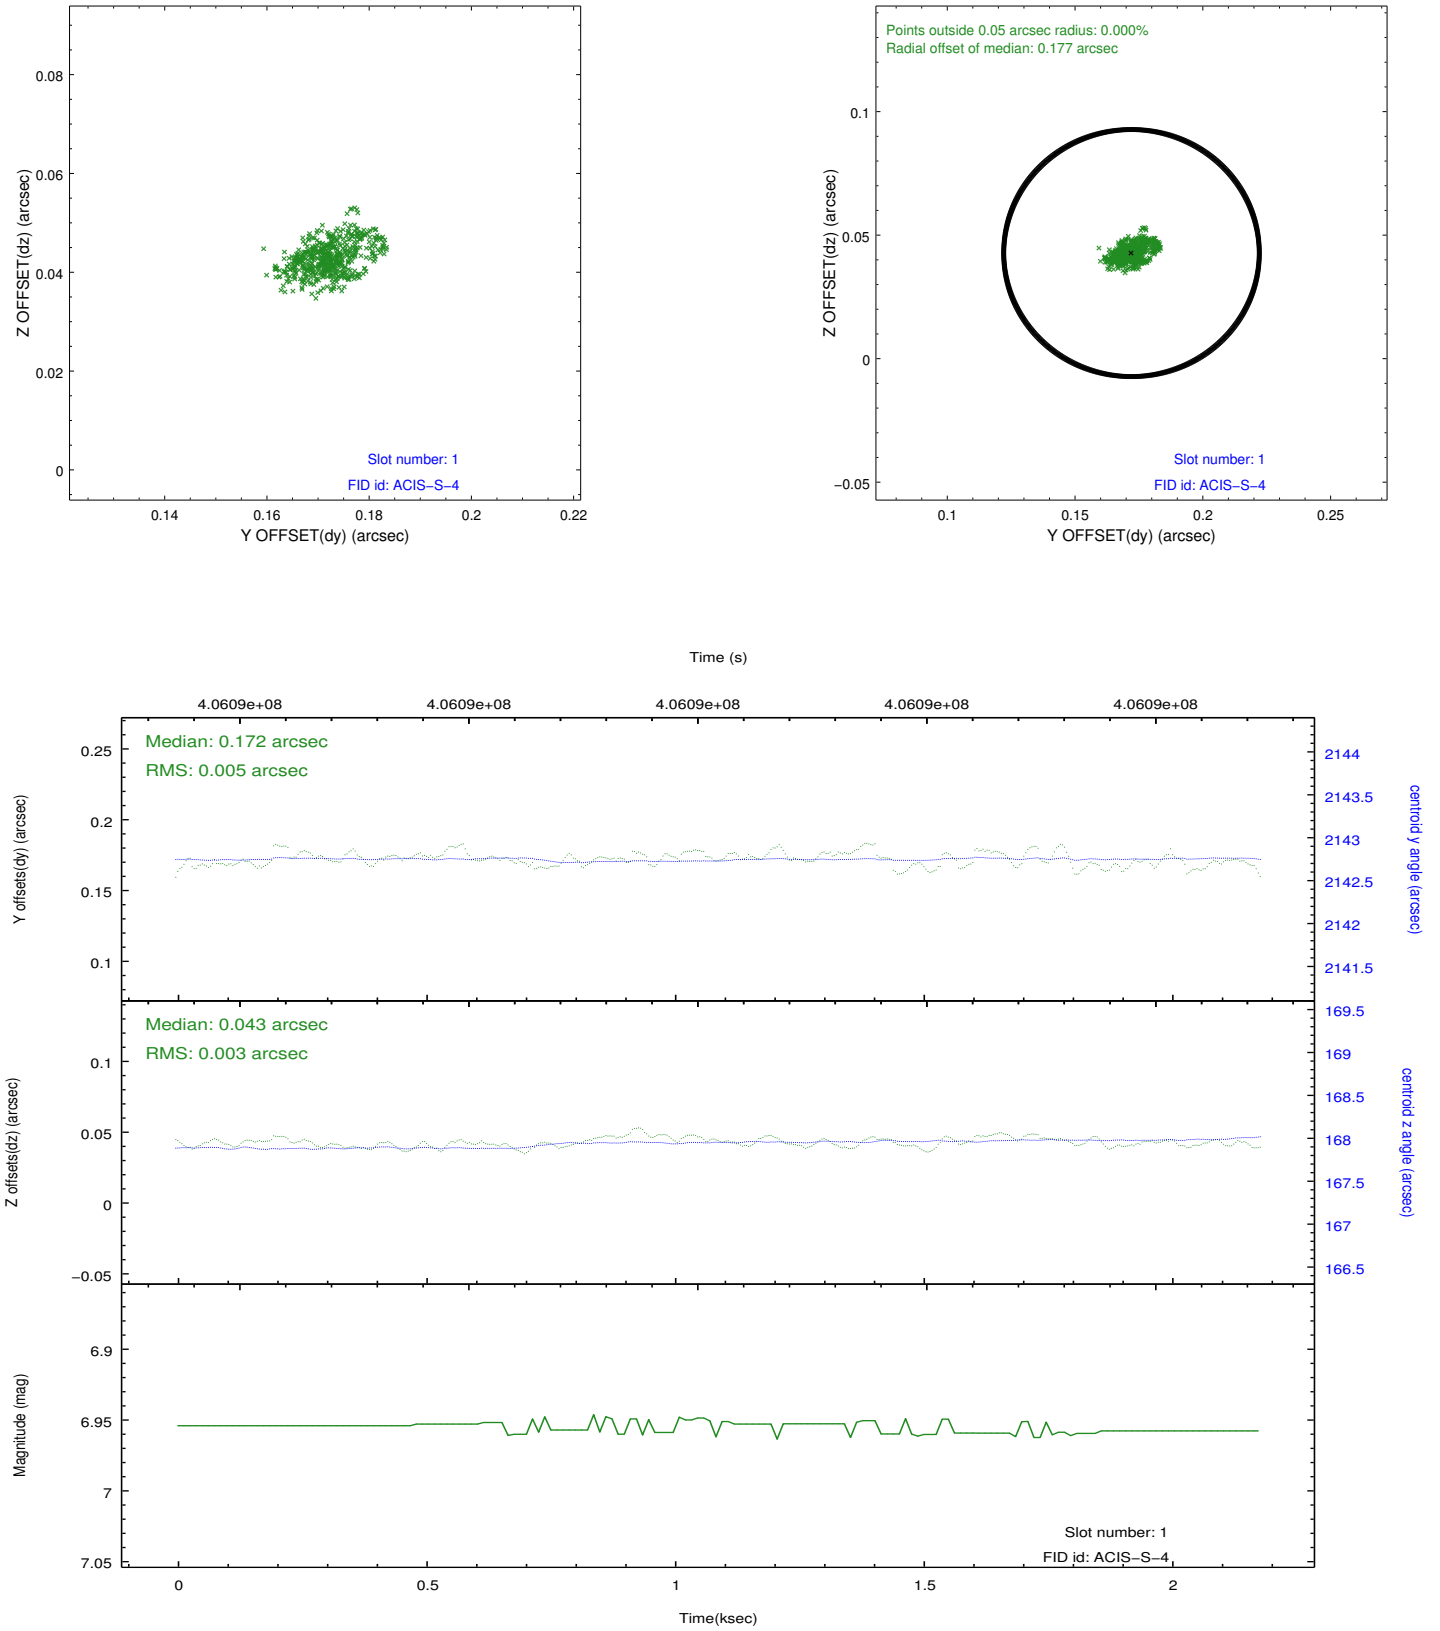 0.08
0.06
0.04
0.02
0
Z OFFSET(dz) (arcsec)
Slot number: 1
FID id: ACIS−S−4
0.14
0.16
0.18
0.2
0.22
Y OFFSET(dy) (arcsec)
Points outside 0.05 arcsec radius: 0.000%
Radial offset of median: 0.177 arcsec
0.1
0.05
0
−0.05
Z OFFSET(dz) (arcsec)
Slot number: 1
FID id: ACIS−S−4
0.1
0.15
0.2
0.25
Y OFFSET(dy) (arcsec)
Time (s)
4.0609e+08
4.0609e+08
4.0609e+08
4.0609e+08
4.0609e+08
Median: 0.172 arcsec
RMS: 0.005 arcsec
0.25
0.2
0.15
0.1
Y offsets(dy) (arcsec)
2144
2143.5
2143
2142.5
2142
2141.5
centroid y angle (arcsec)
Median: 0.043 arcsec
RMS: 0.003 arcsec
0.1
0.05
0
−0.05
Z offsets(dz) (arcsec)
169.5
169
168.5
168
167.5
167
166.5
centroid z angle (arcsec)
6.9
6.95
7
7.05
Magnitude (mag)
Slot number: 1
FID id: ACIS−S−4
0
0.5
1
1.5
2
Time(ksec)